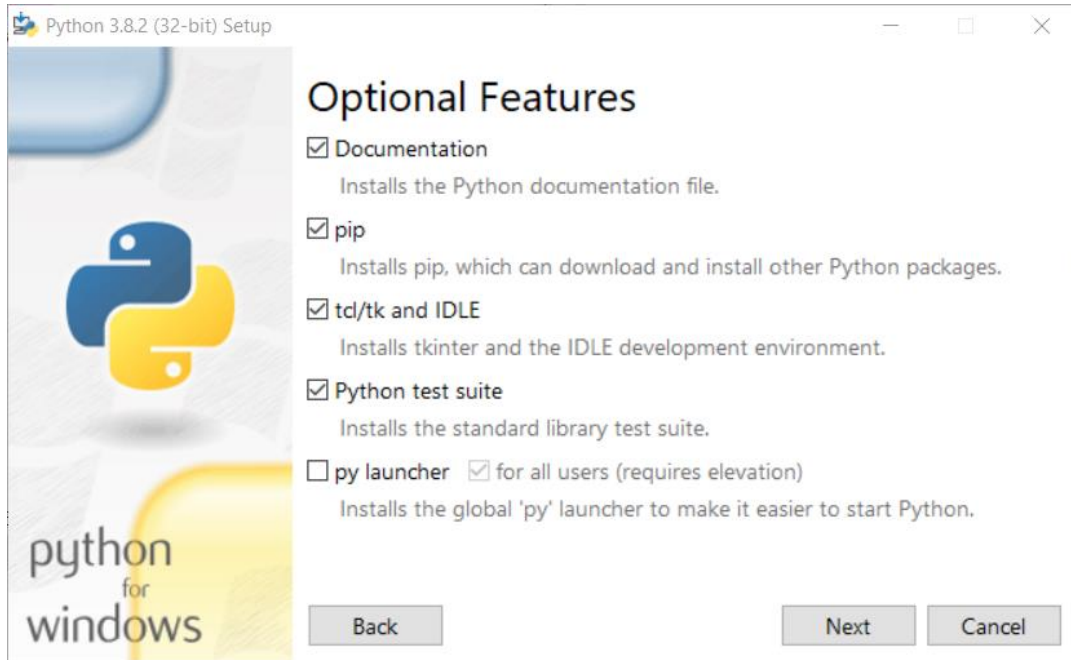 Python 3.8.2 (32-bit) Setup
Optional Features
Documentation
Installs the Python documentation file.
pip
Installs pip, which can download and install other Python packages.
tcl/tk and IDLE
Installs tkinter and the IDLE development environment.
Python test suite
Installs the standard library test suite.
py launcher for all users (requires elevation)
Installs the global 'py' launcher to make it easier to start Python.
python
for
windows
Back Next Cancel